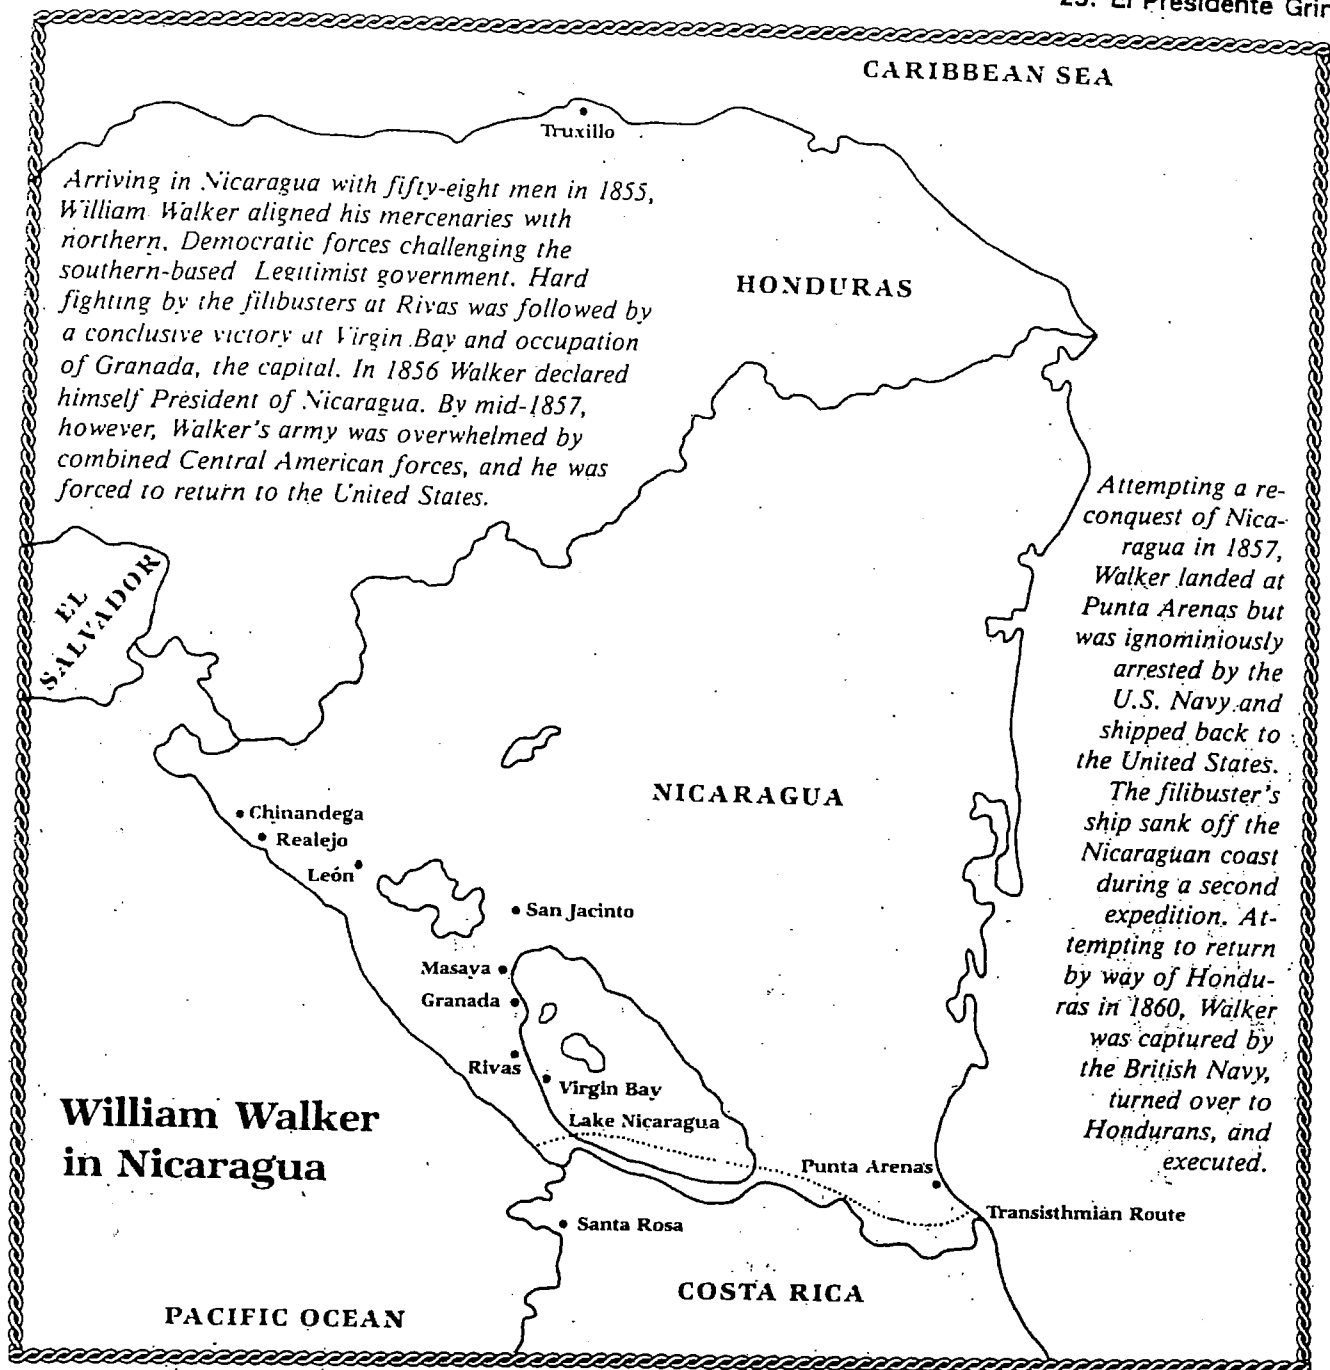 25. El Presidente Grin
CARIBBEAN SEA
Truxillo
Arriving in Nicaragua with fifty-eight men in 1855,
William Walker aligned his mercenaries with
northern, Democratic forces challenging the
southern-based Legitimist government. Hard
fighting by the filibusters at Rivas was followed by
a conclusive victory at Virgin Bay and occupation
of Granada, the capital. In 1856 Walker declared
himself President of Nicaragua. By mid-1857,
however, Walker's army was overwhelmed by
combined Central American forces, and he was
forced to return to the United States.
HONDURAS
Attempting a re-
conquest of Nica-
ragua in 1857,
Walker landed at
Punta Arenas but
was ignominiously
arrested by the
U.S. Navy and
shipped back to
the United States.
The filibuster's
ship sank off the
Nicaraguan coast
during a second
expedition. At-
tempting to return
by way of Hondu-
ras in 1860, Walker
was captured by
the British Navy,
turned over to
Hondurans, and
executed.
EL
SALVADOR
NICARAGUA
Chinandega
Realejo
León
San Jacinto
Masaya
Granada
Rivas
Virgin Bay
Lake Nicaragua
William Walker
in Nicaragua
Punta Arenas
Transisthmian Route
Santa Rosa
COSTA RICA
PACIFIC OCEAN